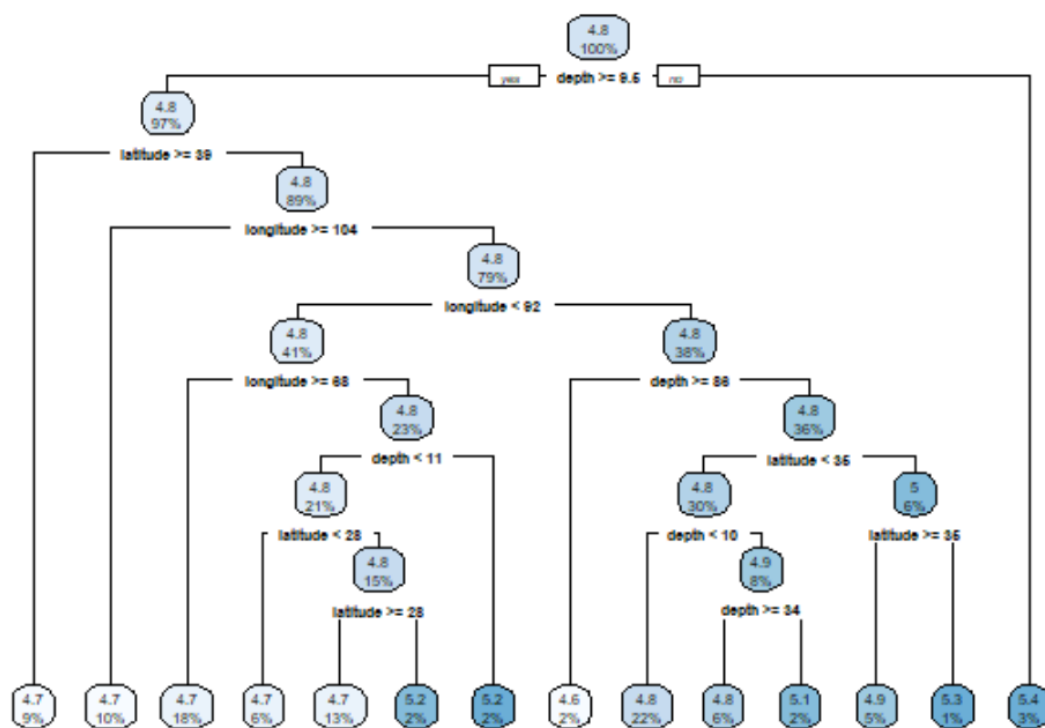 4.8
100%
yes depth >= 9.5 no
4.8
97%
latitude >= 39
4.8
89%
longitude >= 104
4.8
79%
longitude < 92
4.8 4.8
41% 38%
longitude >= 68 depth >= 86
4.8 4.8
23% 36%
depth < 11 latitude < 35
4.8 4.8 5
21% 30% 6%
latitude < 28 depth < 10 latitude >= 35
4.8 4.9
15% 8%
latitude >= 28 depth >= 34
4.7 4.7 4.7 4.7 4.7 5.2 5.2 4.6 4.8 4.8 5.1 4.9 5.3 5.4
9% 10% 18% 6% 13% 2% 2% 2% 22% 6% 2% 5% 1% 3%